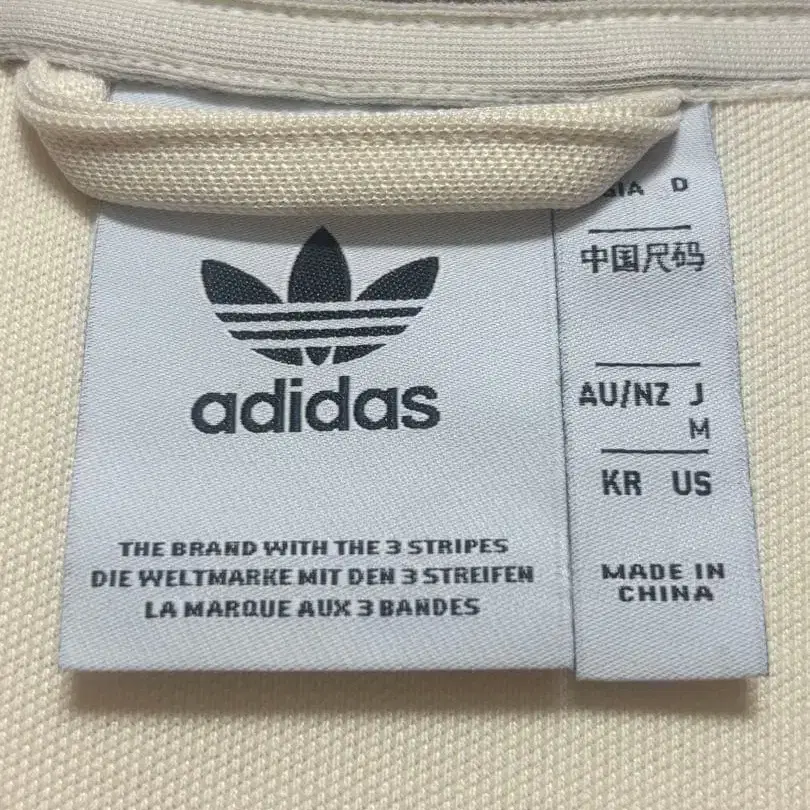 adidas
THE BRAND WITH THE 3 STRIPES
DIE WELTMARKE MIT DEN 3 STREIFEN
LA MARQUE AUX 3 BANDES
D
中国尺码
AU/NZ J
M
KR US
MADE IN
CHINA